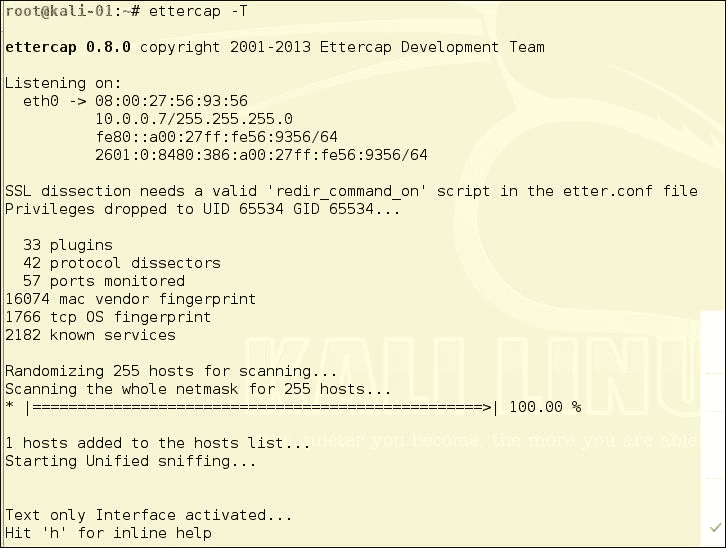 root@kali-01:~# ettercap -T
ettercap 0.8.0 copyright 2001-2013 Ettercap Development Team
Listening on:
eth0 -> 08:00:27:56:93:56
10.0.0.7/255.255.255.0
fe80::a00:27ff:fe56:9356/64
2601:0:8480:386:a00:27ff:fe56:9356/64
SSL dissection needs a valid 'redir_command_on' script in the etter.conf file
Privileges dropped to UID 65534 GID 65534...
33 plugins
42 protocol dissectors
57 ports monitored
16074 mac vendor fingerprint
1766 tcp OS fingerprint
2182 known services
Randomizing 255 hosts for scanning...
Scanning the whole netmask for 255 hosts...
* |==================================================>| 100.00 %
1 hosts added to the hosts list...
Starting Unified sniffing...
Text only Interface activated...
Hit 'h' for inline help
KALI LINU
quieter you become, the more you are able